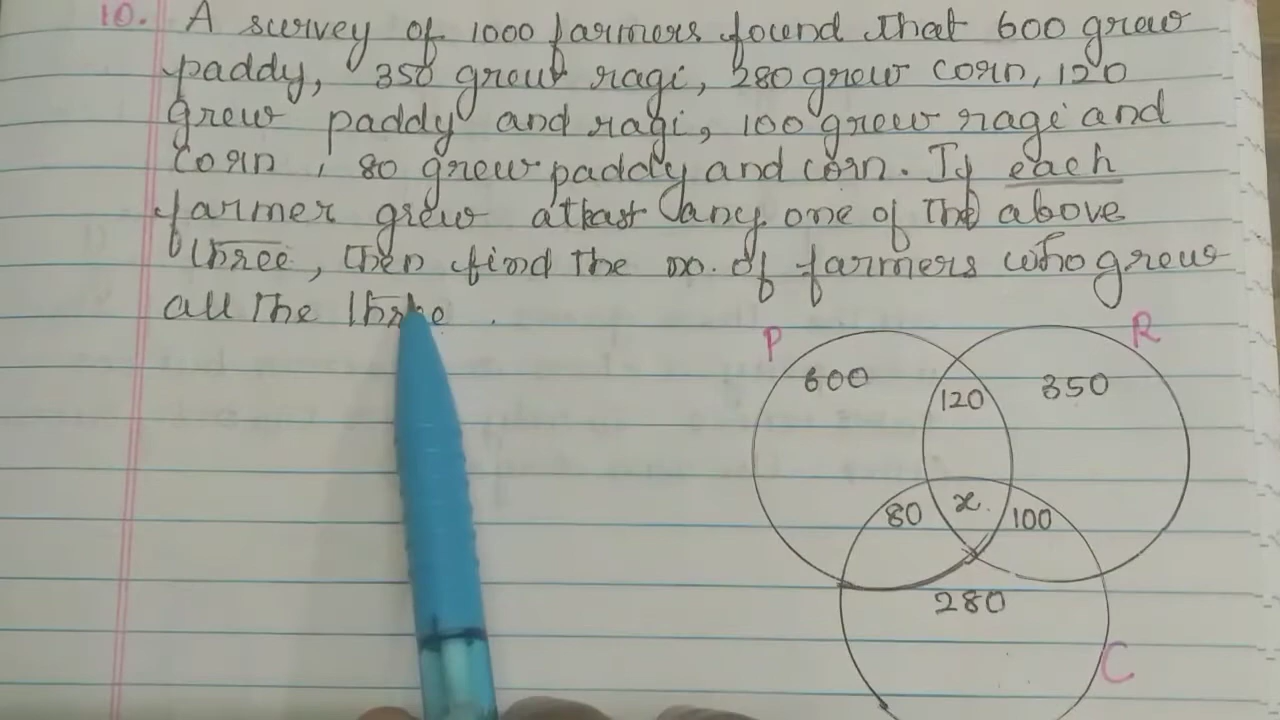 10. A survey of 1000 farmers found that 600 grew
paddy, 350 grew ragi, 280 grew corn, 120
grew paddy and ragi, 100 grew ragi and
corn, 80 grew paddy and corn. If each
farmer grew atleast any one of the above
three, then find the no. of farmers who grew
all the three.
P
R
600
120
350
80
x
100
280
C